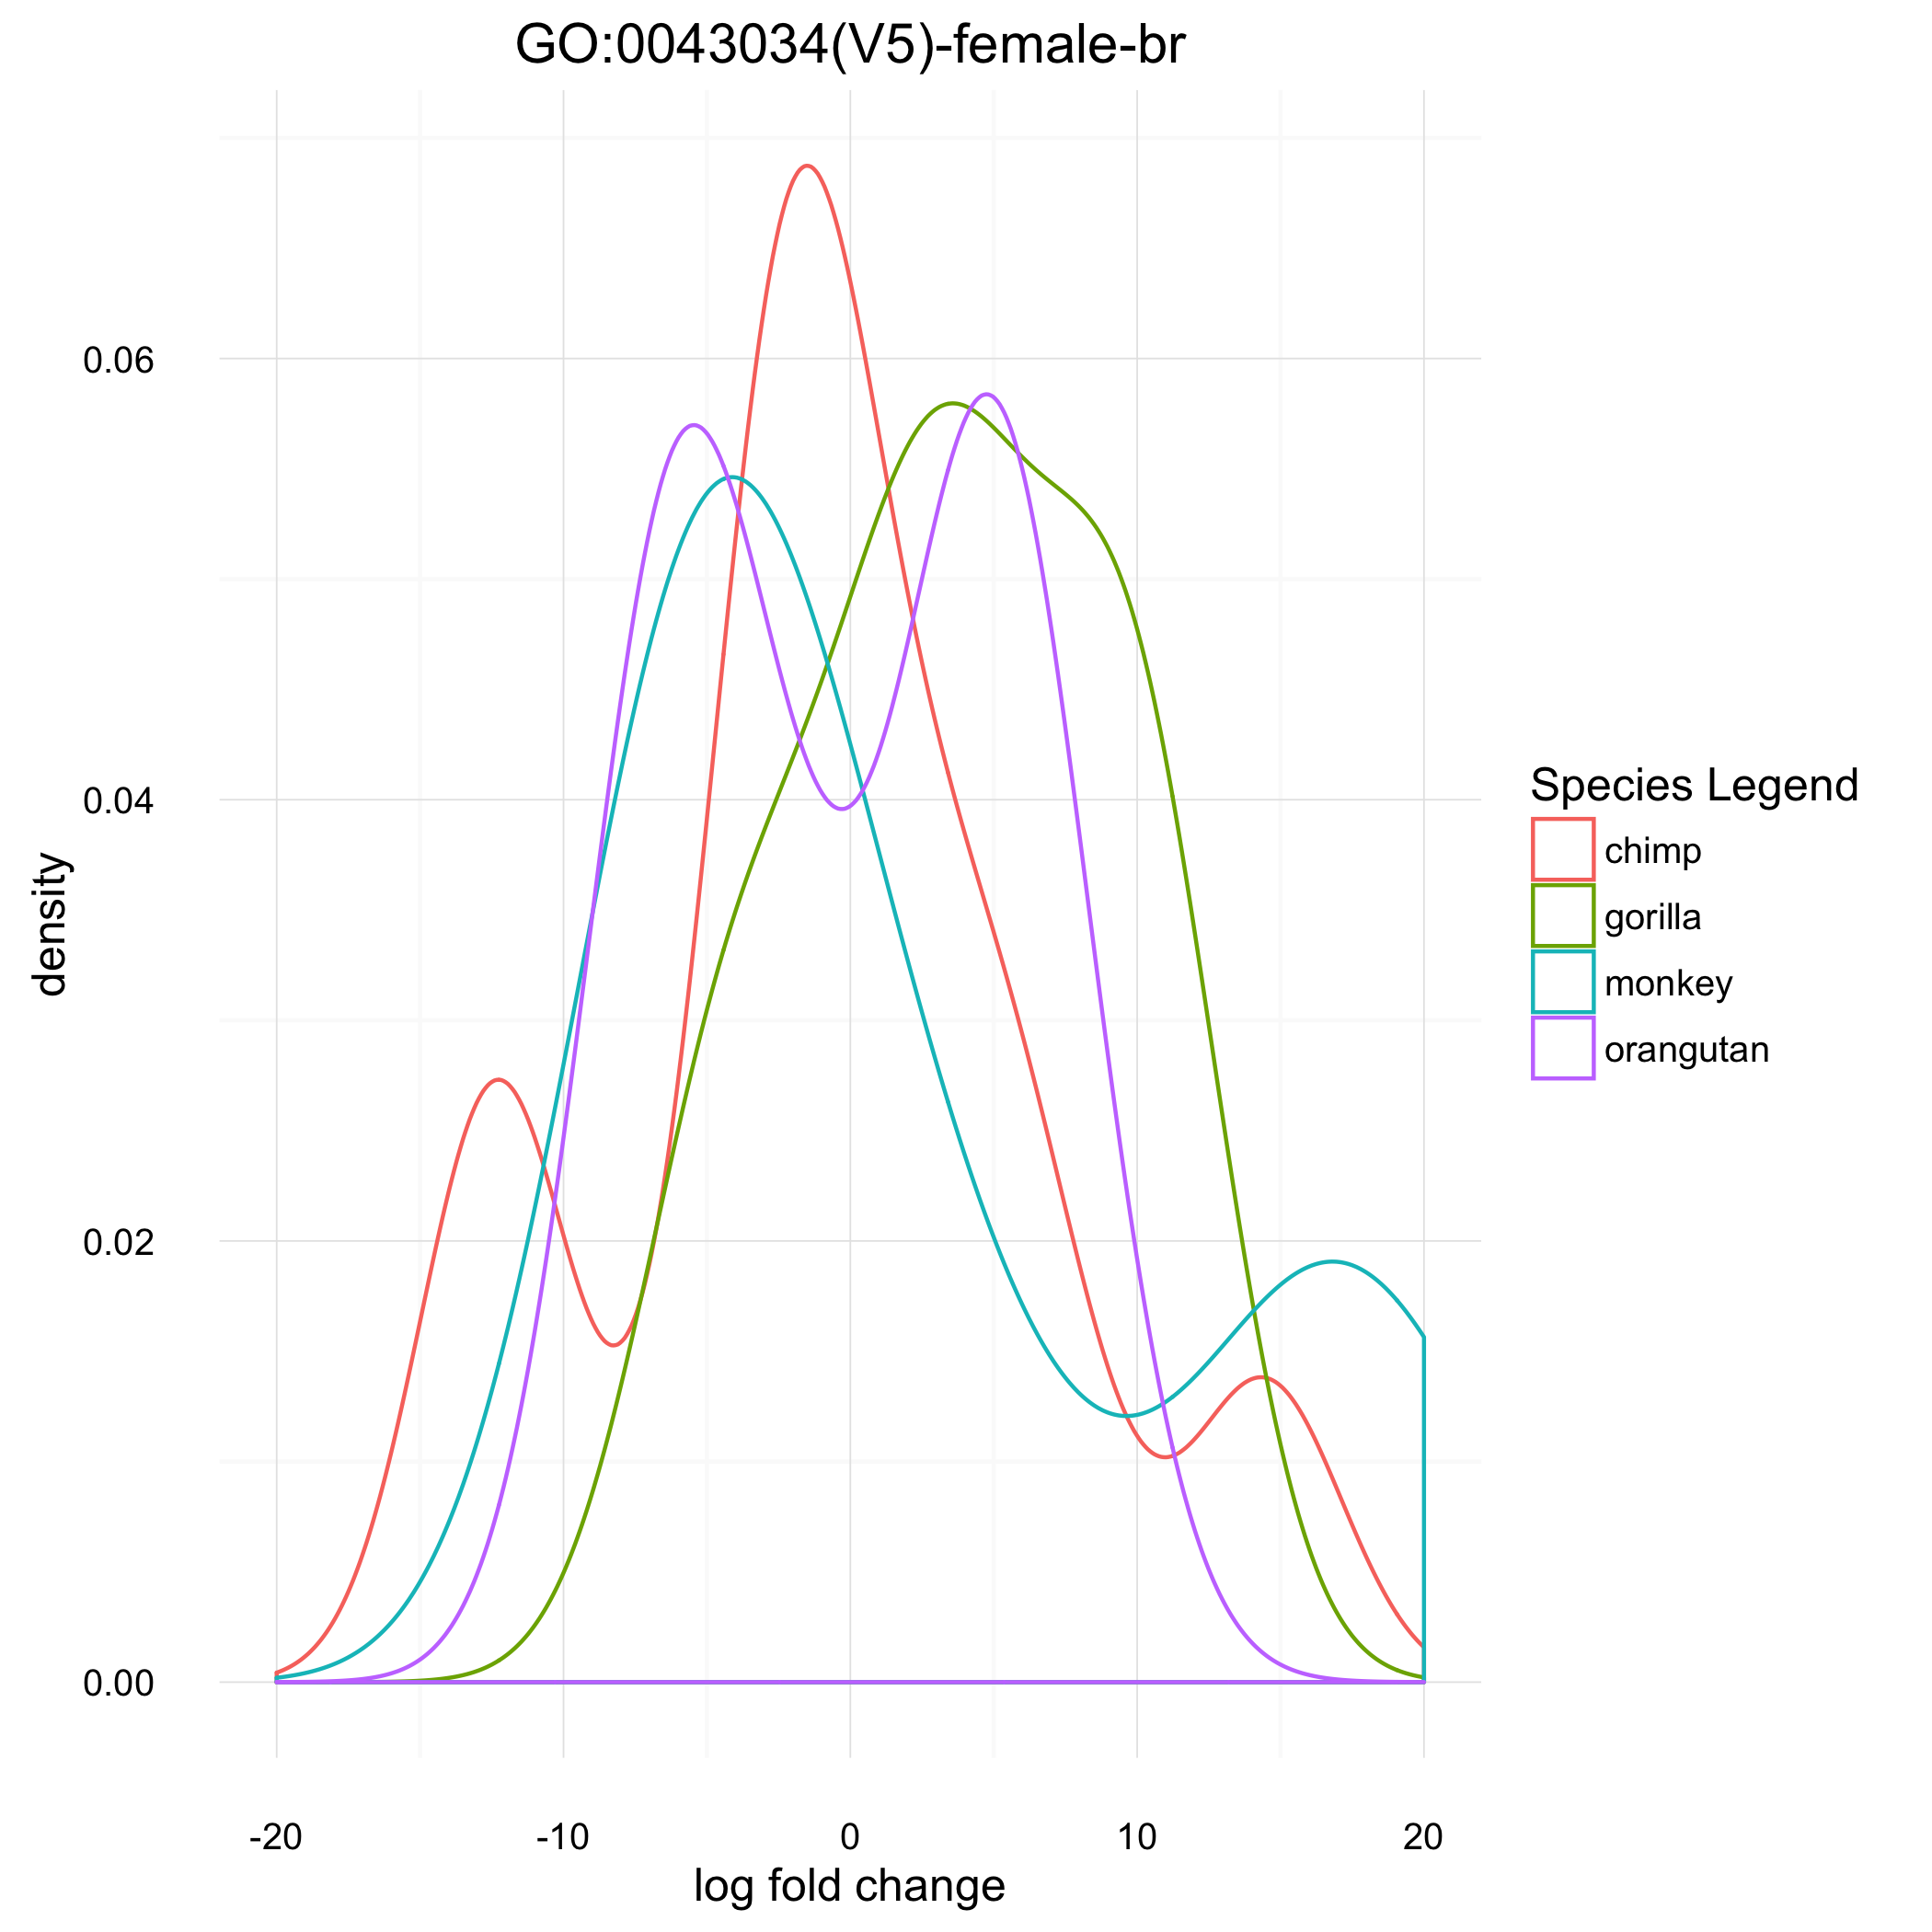 GO:0043034(V5)-female-br
0.06
0.04
0.02
0.00
density
-20 -10 0 10 20
log fold change
Species Legend
chimp
gorilla
monkey
orangutan